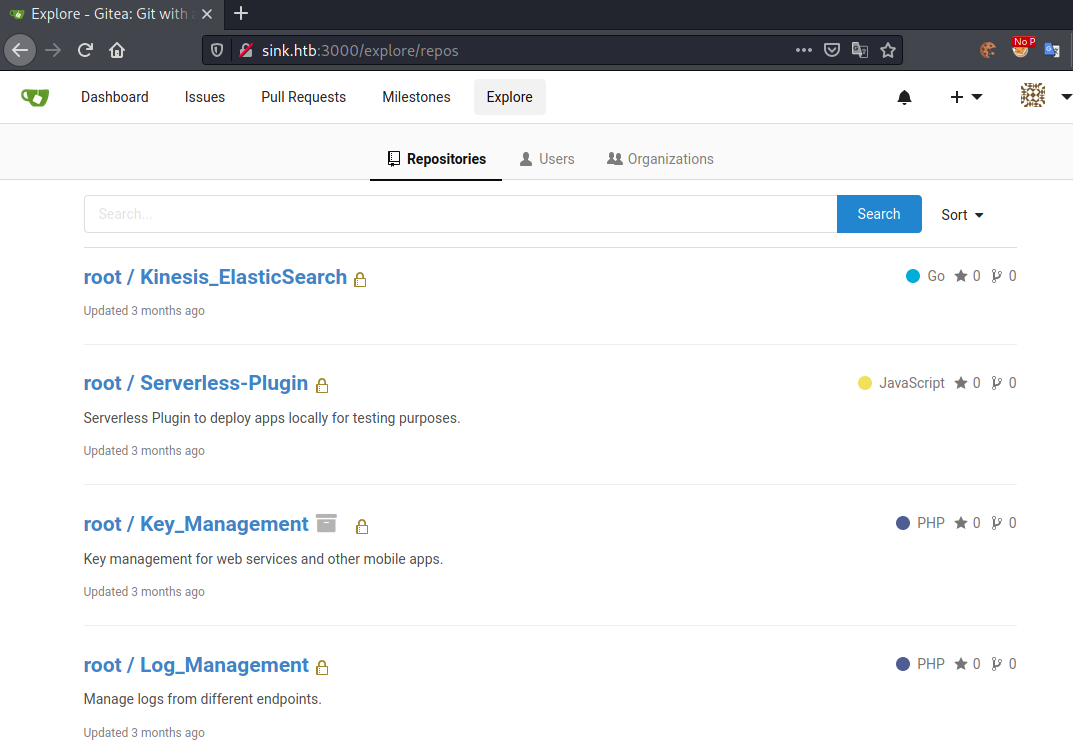 Explore - Gitea: Git with a
sink.htb:3000/explore/repos
No P
Dashboard Issues Pull Requests Milestones Explore
Repositories Users Organizations
Search... Search Sort
root / Kinesis_ElasticSearch Go 0 0
Updated 3 months ago
root / Serverless-Plugin JavaScript 0 0
Serverless Plugin to deploy apps locally for testing purposes.
Updated 3 months ago
root / Key_Management PHP 0 0
Key management for web services and other mobile apps.
Updated 3 months ago
root / Log_Management PHP 0 0
Manage logs from different endpoints.
Updated 3 months ago